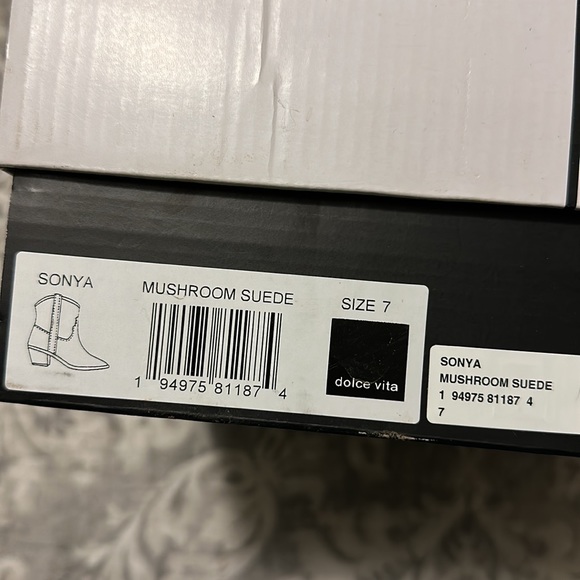 SONYA
MUSHROOM SUEDE
SIZE 7
1 94975 81187 4
dolce vita
SONYA
MUSHROOM SUEDE
1 94975 81187 4
7